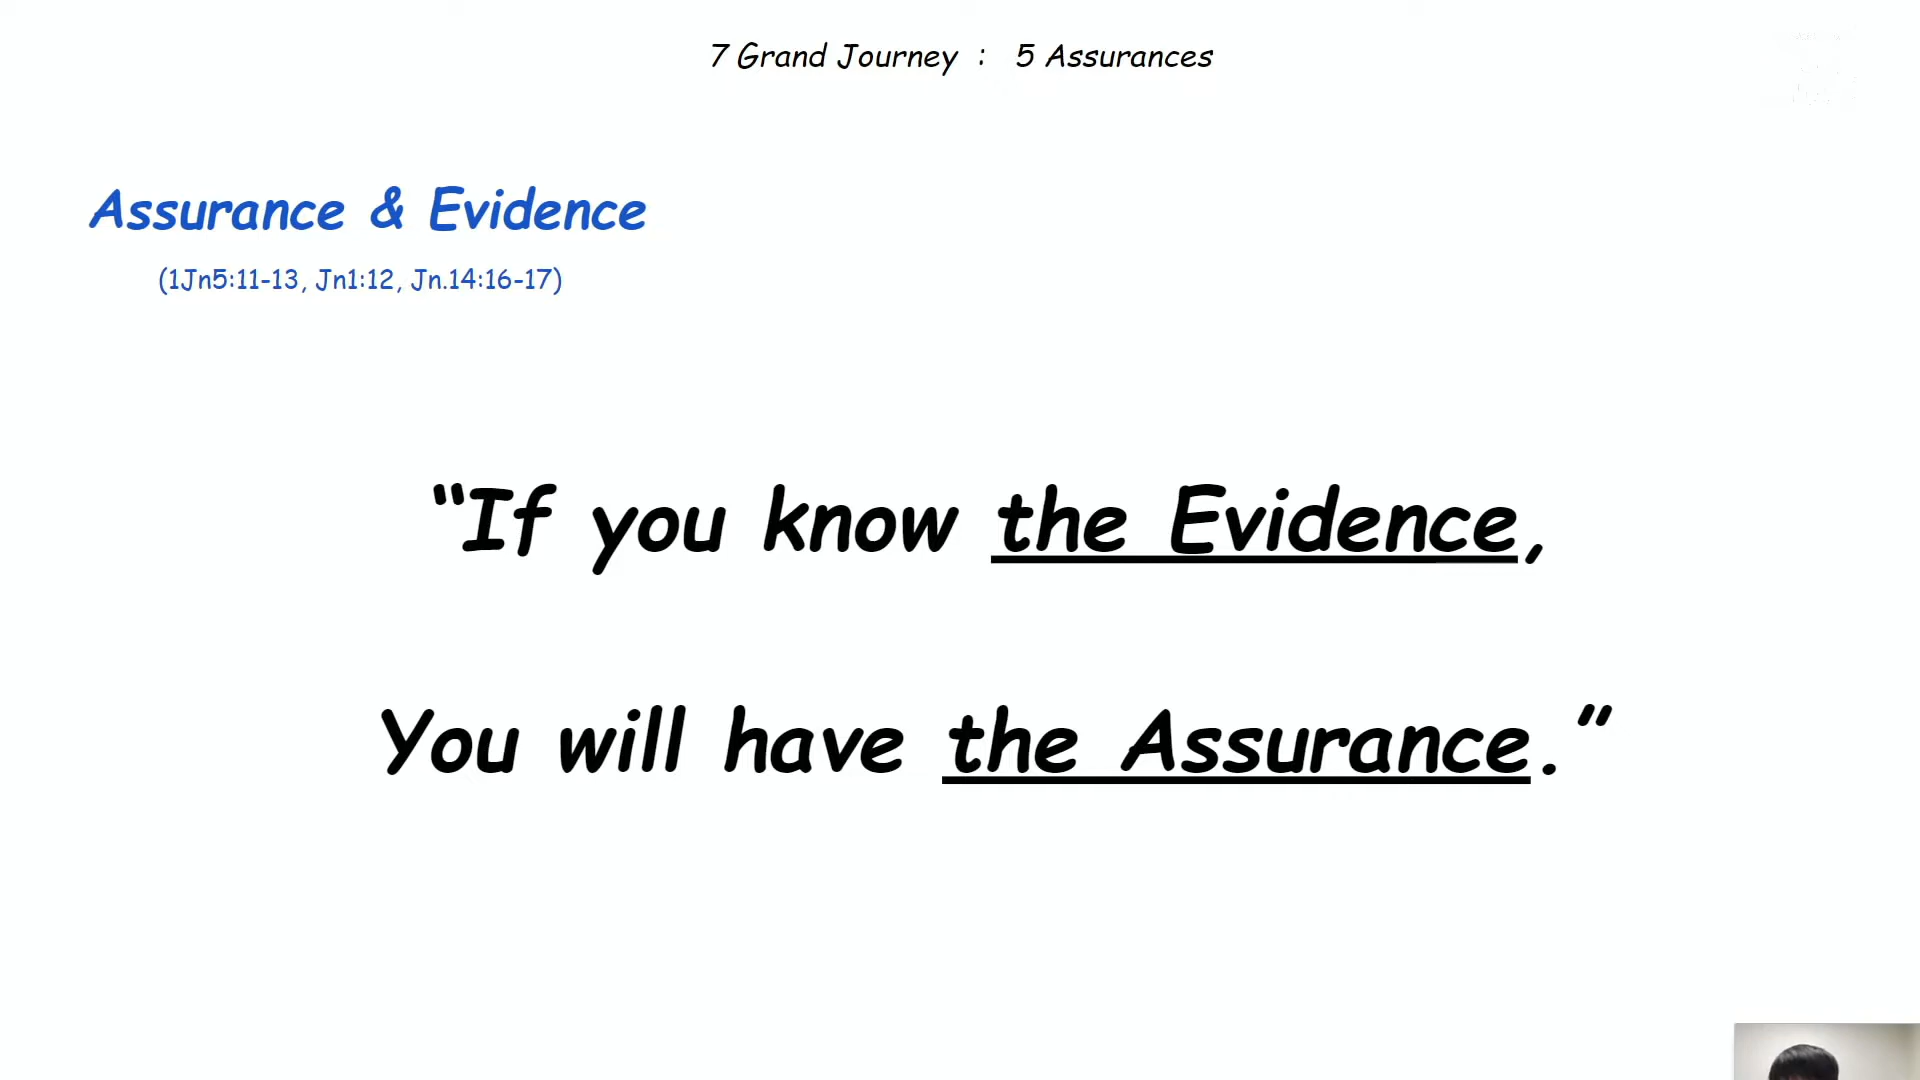 7 Grand Journey : 5 Assurances
Assurance & Evidence
(1Jn5:11-13, Jn1:12, Jn.14:16-17)
“If you know the Evidence,
You will have the Assurance.”